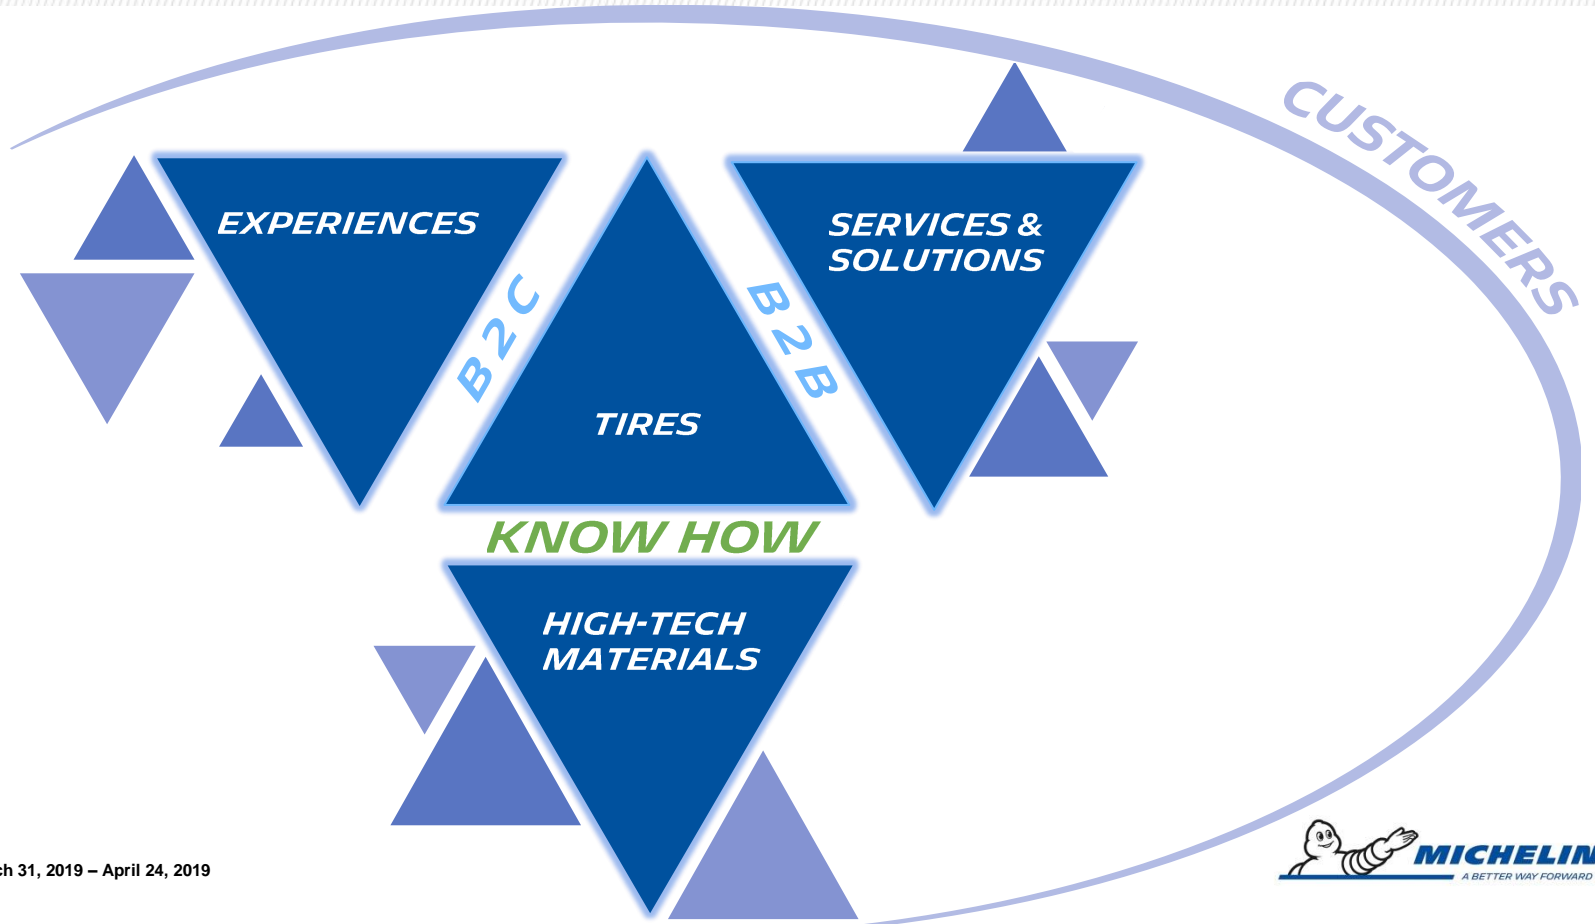 CUSTOMERS
EXPERIENCES
SERVICES &
SOLUTIONS
B2C
B2B
TIRES
KNOW HOW
HIGH-TECH
MATERIALS
31, 2019 – April 24, 2019
MICHELIN
A BETTER WAY FORWARD